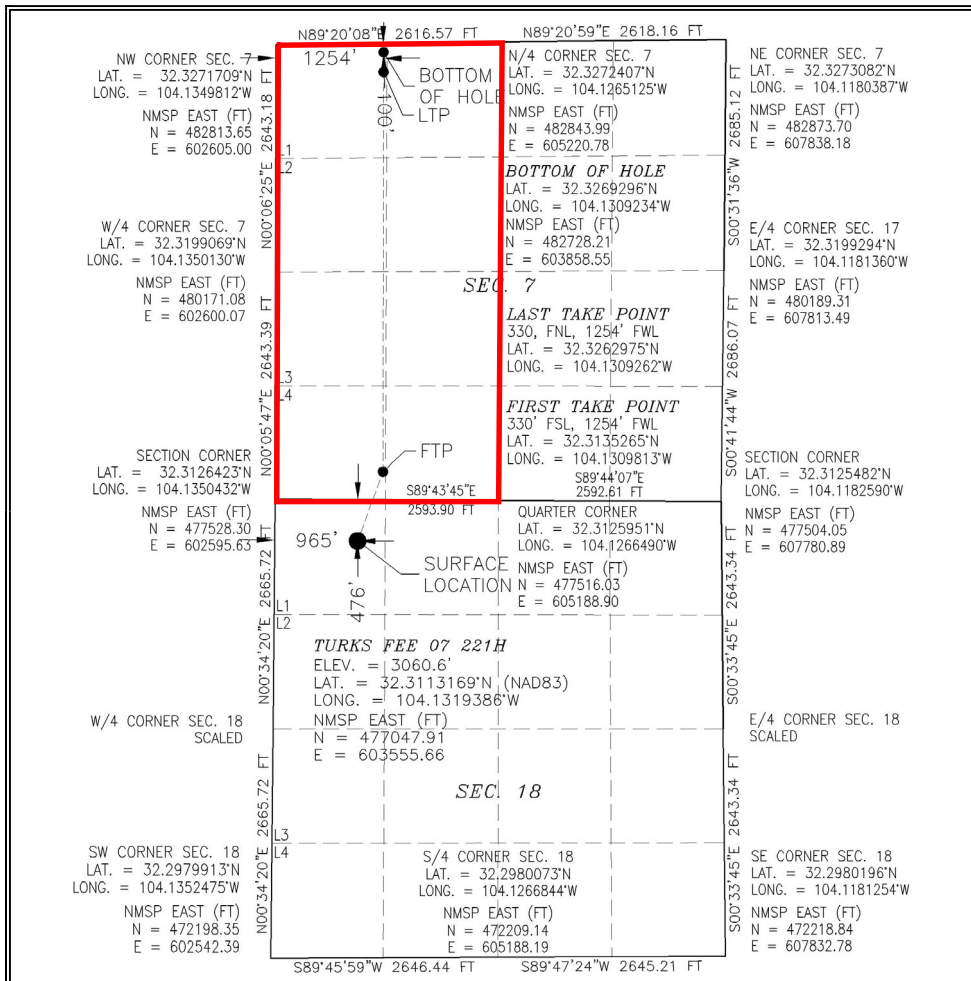 N89°20'08"E 2616.57 FT
N89°20'59"E 2618.16 FT
NW CORNER SEC. 7
LAT. = 32.3271709°N
LONG. = 104.1349812°W
NMSP EAST (FT)
N = 482813.65
E = 602605.00
N00°06'25"E 2643.18 FT
1254'
BOTTOM
OF HOLE
LTP
100'
N/4 CORNER SEC. 7
LAT. = 32.3272407°N
LONG. = 104.1265125°W
NMSP EAST (FT)
N = 482843.99
E = 605220.78
NE CORNER SEC. 7
LAT. = 32.3273082°N
LONG. = 104.1180387°W
NMSP EAST (FT)
N = 482873.70
E = 607838.18
S00°31'36"W 2685.12 FT
L1
L2
BOTTOM OF HOLE
LAT. = 32.3269296°N
LONG. = 104.1309234°W
NMSP EAST (FT)
N = 482728.21
E = 603858.55
W/4 CORNER SEC. 7
LAT. = 32.3199069°N
LONG. = 104.1350130°W
NMSP EAST (FT)
N = 480171.08
E = 602600.07
E/4 CORNER SEC. 17
LAT. = 32.3199294°N
LONG. = 104.1181360°W
NMSP EAST (FT)
N = 480189.31
E = 607813.49
SEC. 7
N00°05'47"E 2643.39 FT
S00°41'44"W 2686.07 FT
LAST TAKE POINT
330, FNL, 1254' FWL
LAT. = 32.3262975°N
LONG. = 104.1309262°W
L3
L4
FIRST TAKE POINT
330' FSL, 1254' FWL
LAT. = 32.3135265°N
LONG. = 104.1309813°W
FTP
SECTION CORNER
LAT. = 32.3126423°N
LONG. = 104.1350432°W
NMSP EAST (FT)
N = 477528.30
E = 602595.63
S89°43'45"E
2593.90 FT
S89°44'07"E
2592.61 FT
QUARTER CORNER
LAT. = 32.3125951°N
LONG. = 104.1266490°W
NMSP EAST (FT)
N = 477516.03
E = 605188.90
SECTION CORNER
LAT. = 32.3125482°N
LONG. = 104.1182590°W
NMSP EAST (FT)
N = 477504.05
E = 607780.89
965'
476'
SURFACE
LOCATION
N00°34'20"E 2665.72 FT
S00°33'45"E 2643.34 FT
L1
L2
TURKS FEE 07 221H
ELEV. = 3060.6'
LAT. = 32.3113169°N (NAD83)
LONG. = 104.1319386°W
NMSP EAST (FT)
N = 477047.91
E = 603555.66
W/4 CORNER SEC. 18
SCALED
E/4 CORNER SEC. 18
SCALED
SEC. 18
N00°34'20"E 2665.72 FT
S00°33'45"E 2643.34 FT
L3
L4
SW CORNER SEC. 18
LAT. = 32.2979913°N
LONG. = 104.1352475°W
NMSP EAST (FT)
N = 472198.35
E = 602542.39
S/4 CORNER SEC. 18
LAT. = 32.2980073°N
LONG. = 104.1266844°W
NMSP EAST (FT)
N = 472209.14
E = 605188.19
SE CORNER SEC. 18
LAT. = 32.2980196°N
LONG. = 104.1181254°W
NMSP EAST (FT)
N = 472218.84
E = 607832.78
S89°45'59"W 2646.44 FT
S89°47'24"W 2645.21 FT